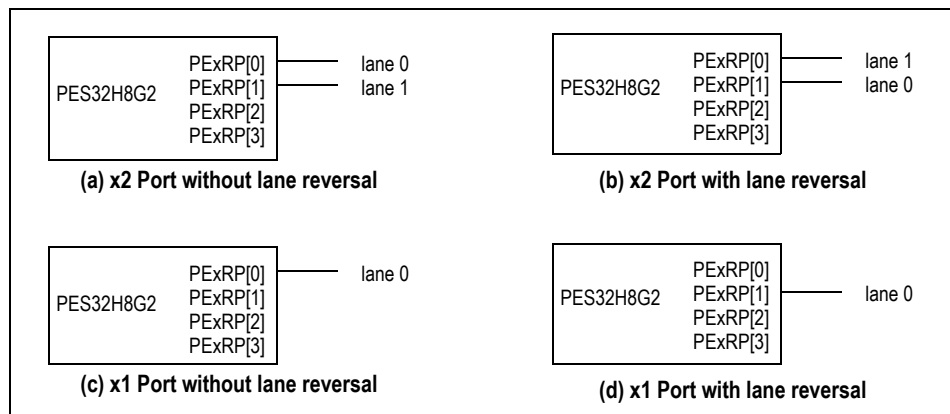 PES32H8G2
PExRP[0]
PExRP[1]
PExRP[2]
PExRP[3]
lane 0
lane 1
(a) x2 Port without lane reversal
PES32H8G2
PExRP[0]
PExRP[1]
PExRP[2]
PExRP[3]
lane 1
lane 0
(b) x2 Port with lane reversal
PES32H8G2
PExRP[0]
PExRP[1]
PExRP[2]
PExRP[3]
lane 0
(c) x1 Port without lane reversal
PES32H8G2
PExRP[0]
PExRP[1]
PExRP[2]
PExRP[3]
lane 0
(d) x1 Port with lane reversal